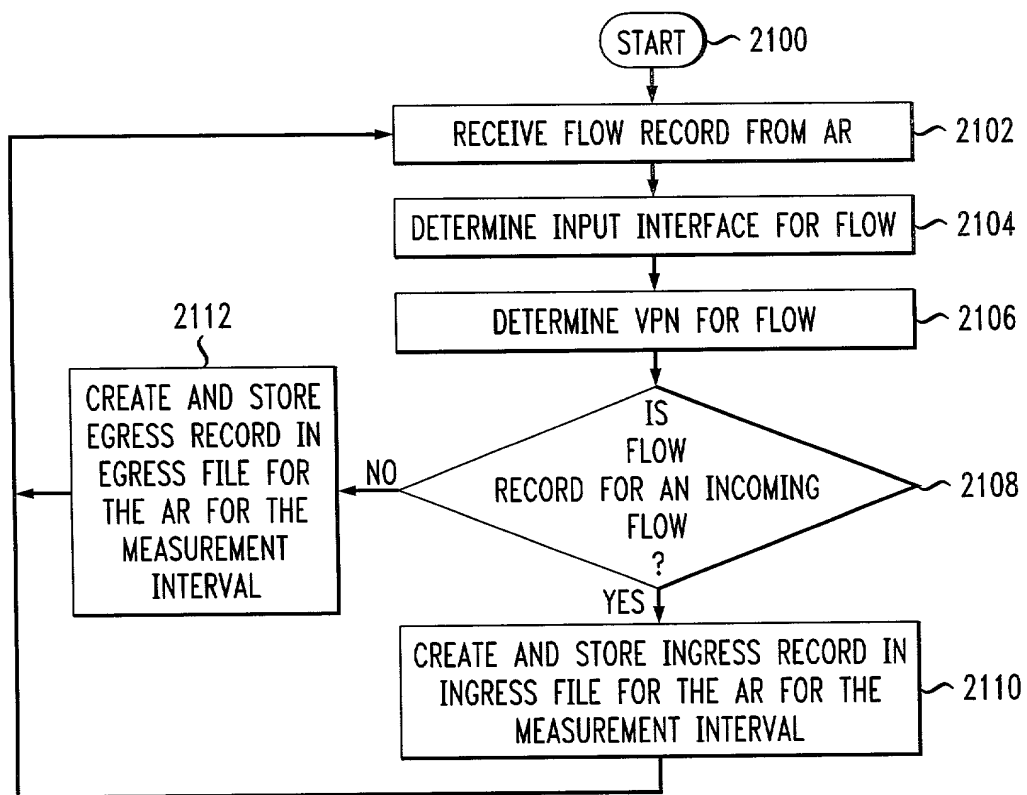 START
2100
RECEIVE FLOW RECORD FROM AR
2102
DETERMINE INPUT INTERFACE FOR FLOW
2104
DETERMINE VPN FOR FLOW
2106
2112
CREATE AND STORE
EGRESS RECORD IN
EGRESS FILE FOR
THE AR FOR THE
MEASUREMENT
INTERVAL
NO
IS
FLOW
RECORD FOR AN INCOMING
FLOW
?
2108
YES
CREATE AND STORE INGRESS RECORD IN
INGRESS FILE FOR THE AR FOR THE
MEASUREMENT INTERVAL
2110